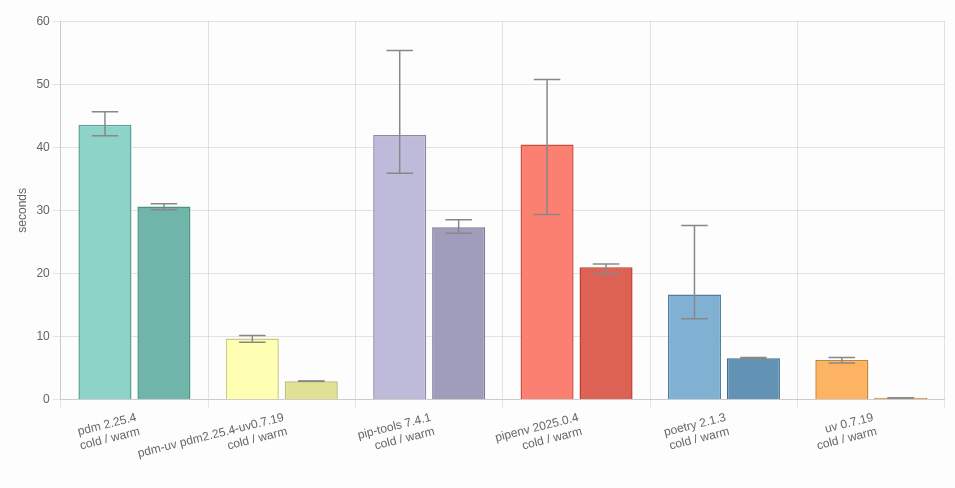 60
50
40
30
20
10
0
seconds
pdm 2.25.4
cold / warm
pdm-uv pdm2.25.4-uv0.7.19
cold / warm
pip-tools 7.4.1
cold / warm
pipenv 2025.0.4
cold / warm
poetry 2.1.3
cold / warm
uv 0.7.19
cold / warm